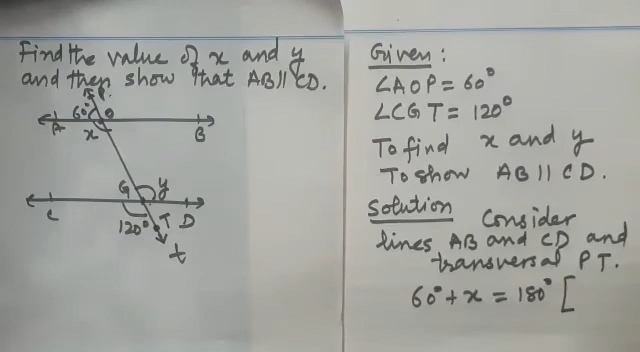 Find the value of x and y
and then show that AB || CD.
P
60° O
A x B
G y
C 120° T D
t
Given :
∠AOP = 60°
∠CGT = 120°
To find x and y
To show AB || CD.
Solution Consider
lines AB and CD and
transversal PT.
60° + x = 180° [